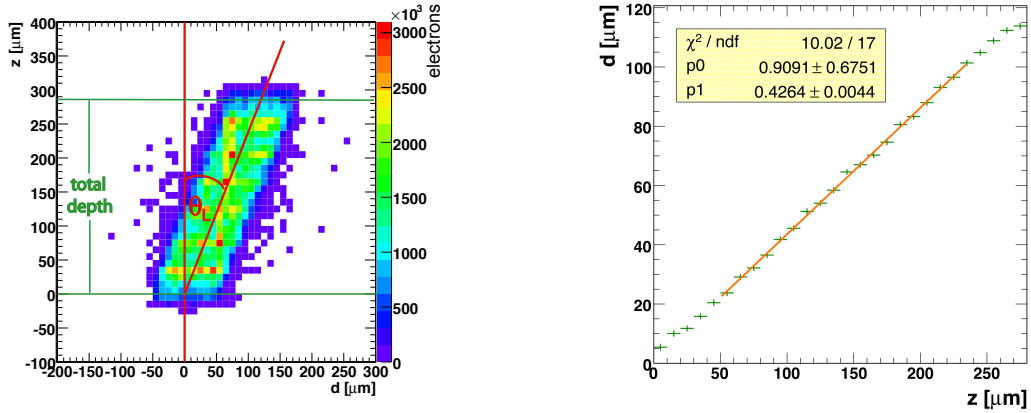 ×10³
z [μm]
400
350
300
250
200
150
100
50
0
-50
-100
total
depth
θL
-200 -150 -100 -50 0 50 100 150 200 250 300
d [μm]
3000
2500
2000
1500
1000
500
0
electrons
d [μm]
120
100
80
60
40
20
0
χ² / ndf 10.02 / 17
p0 0.9091 ± 0.6751
p1 0.4264 ± 0.0044
0 50 100 150 200 250
z [μm]